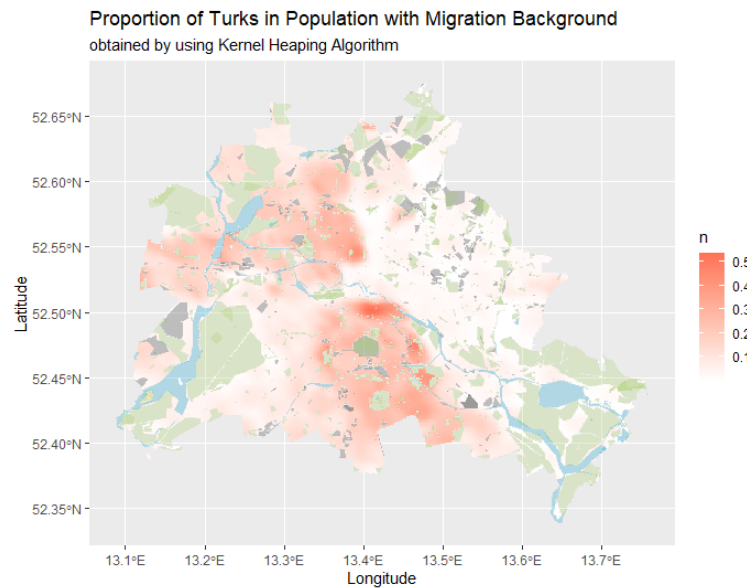 Proportion of Turks in Population with Migration Background
obtained by using Kernel Heaping Algorithm
52.65°N
52.60°N
52.55°N
52.50°N
52.45°N
52.40°N
52.35°N
Latitude
13.1°E 13.2°E 13.3°E 13.4°E 13.5°E 13.6°E 13.7°E
Longitude
n
0.5
0.4
0.3
0.2
0.1